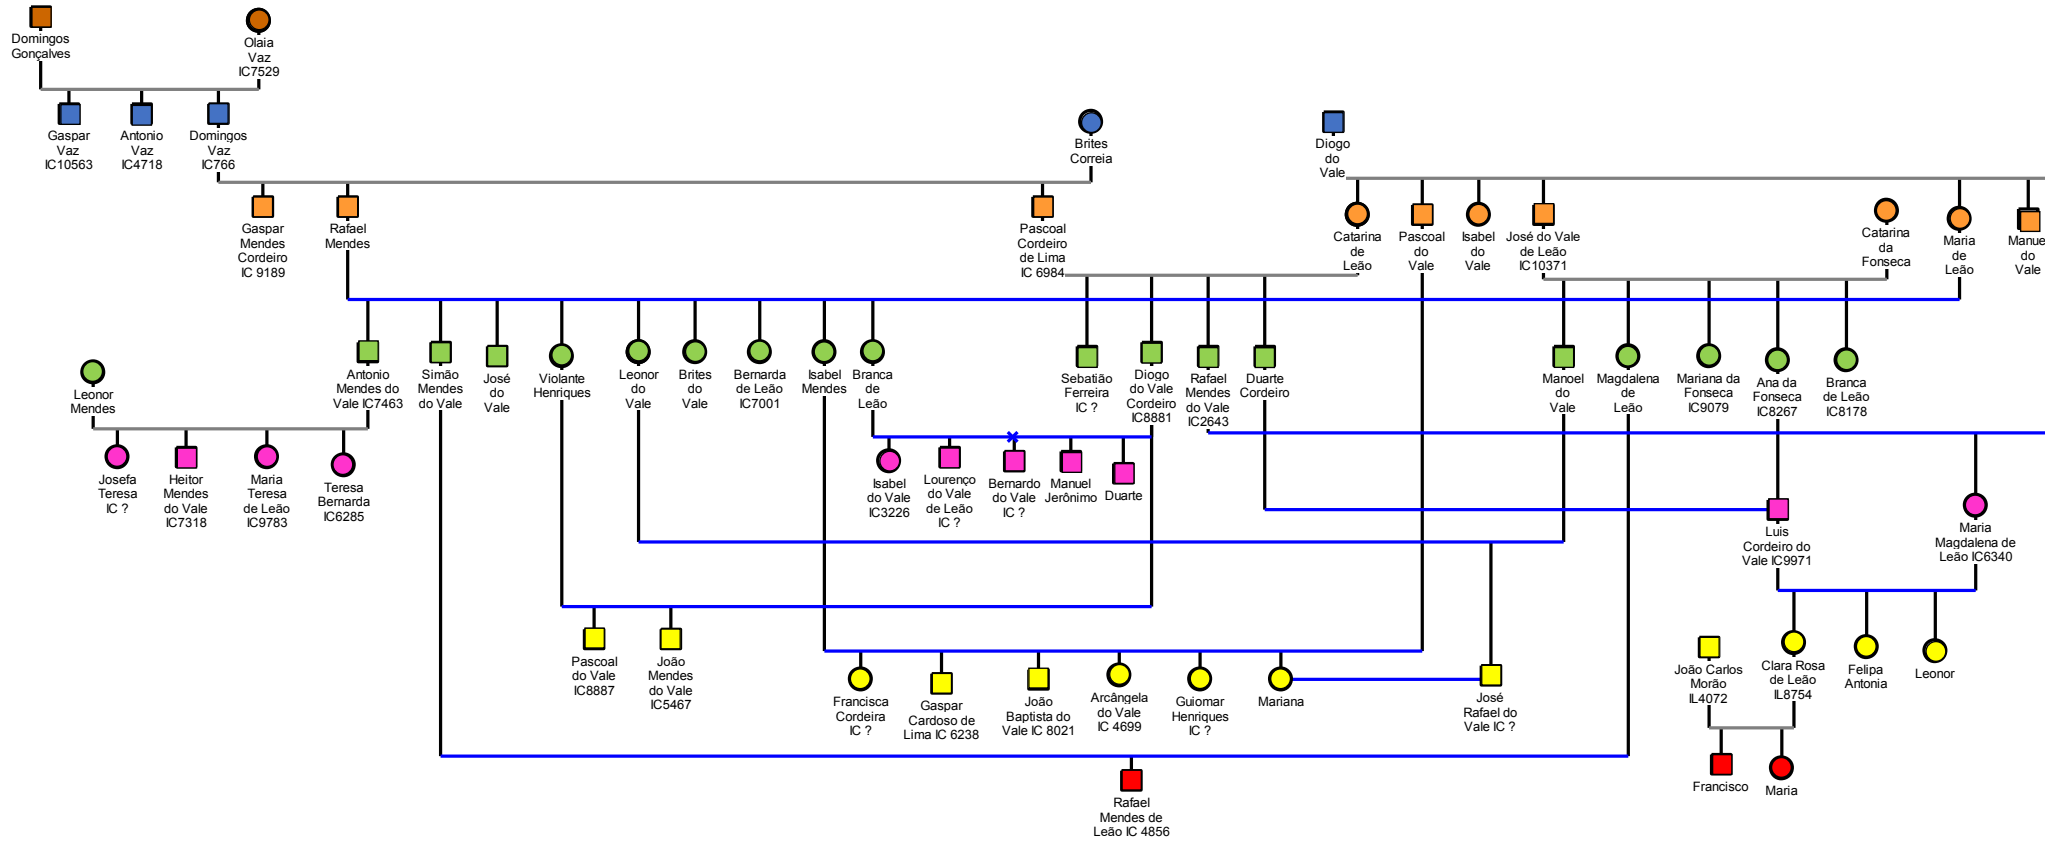 Domingos
Gonçalves
Olaia
Vaz
IC7529
Gaspar
Vaz
IC10563
Antonio
Vaz
IC4718
Domingos
Vaz
IC766
Brites
Correia
Diogo
do
Vale
Gaspar
Mendes
Cordeiro
IC 9189
Rafael
Mendes
Pascoal
Cordeiro
de Lima
IC 6984
Catarina
de
Leão
Pascoal
do
Vale
Isabel
do
Vale
José do Vale
de Leão
IC10371
Catarina
da
Fonseca
Maria
de
Leão
Manue
do
Vale
Leonor
Mendes
Antonio
Mendes do
Vale IC7463
Simão
Mendes
do Vale
José
do
Vale
Violante
Henriques
Leonor
do
Vale
Brites
do
Vale
Bernarda
de Leão
IC7001
Isabel
Mendes
Branca
de
Leão
Sebatião
Ferreira
IC ?
Diogo
do Vale
Cordeiro
IC8881
Rafael
Mendes
do Vale
IC2643
Duarte
Cordeiro
Manoel
do
Vale
Magdalena
de
Leão
Mariana da
Fonseca
IC9079
Ana da
Fonseca
IC8267
Branca
de Leão
IC8178
Josefa
Teresa
IC ?
Heitor
Mendes
do Vale
IC7318
Maria
Teresa
de Leão
IC9783
Teresa
Bernarda
IC6285
Isabel
do Vale
IC3226
Lourenço
do Vale
de Leão
IC ?
Bernardo
do Vale
IC ?
Manuel
Jerônimo
Duarte
Luis
Cordeiro do
Vale IC9971
Maria
Magdalena de
Leão IC6340
Pascoal
do Vale
IC8887
João
Mendes
do Vale
IC5467
Francisca
Cordeira
IC ?
Gaspar
Cardoso de
Lima IC 6238
João
Baptista do
Vale IC 8021
Arcângela
do Vale
IC 4699
Guiomar
Henriques
IC ?
Mariana
José
Rafael do
Vale IC ?
João Carlos
Morão
IL4072
Clara Rosa
de Leão
IL8754
Felipa
Antonia
Leonor
Rafael
Mendes de
Leão IC 4856
Francisco
Maria